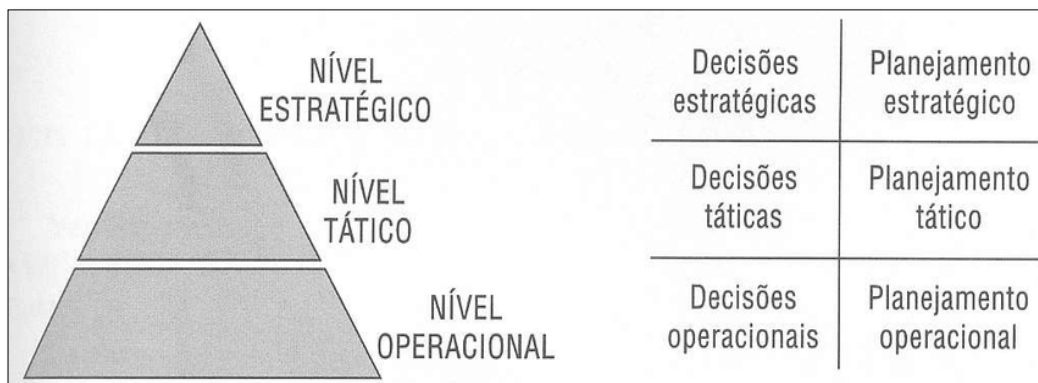 NÍVEL
ESTRATÉGICO
Decisões
estratégicas
Planejamento
estratégico
NÍVEL
TÁTICO
Decisões
táticas
Planejamento
tático
NÍVEL
OPERACIONAL
Decisões
operacionais
Planejamento
operacional